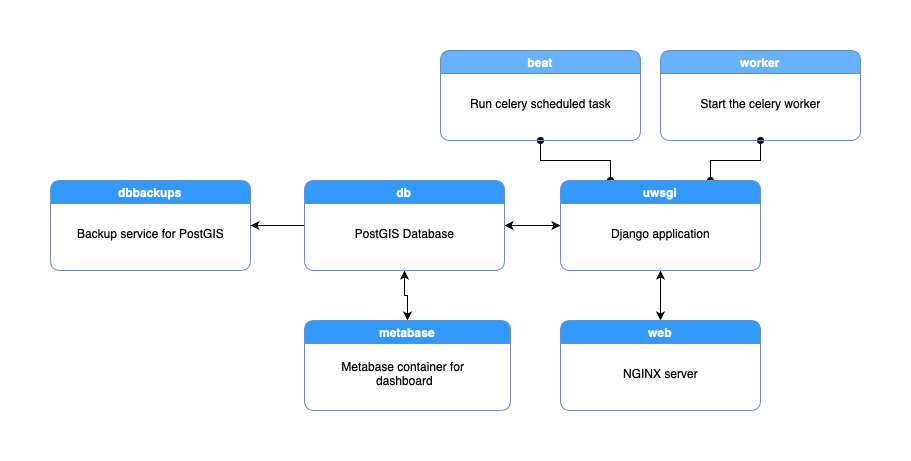 beat
Run celery scheduled task
worker
Start the celery worker
dbbackups
Backup service for PostGIS
db
PostGIS Database
uwsgi
Django application
metabase
Metabase container for
dashboard
web
NGINX server